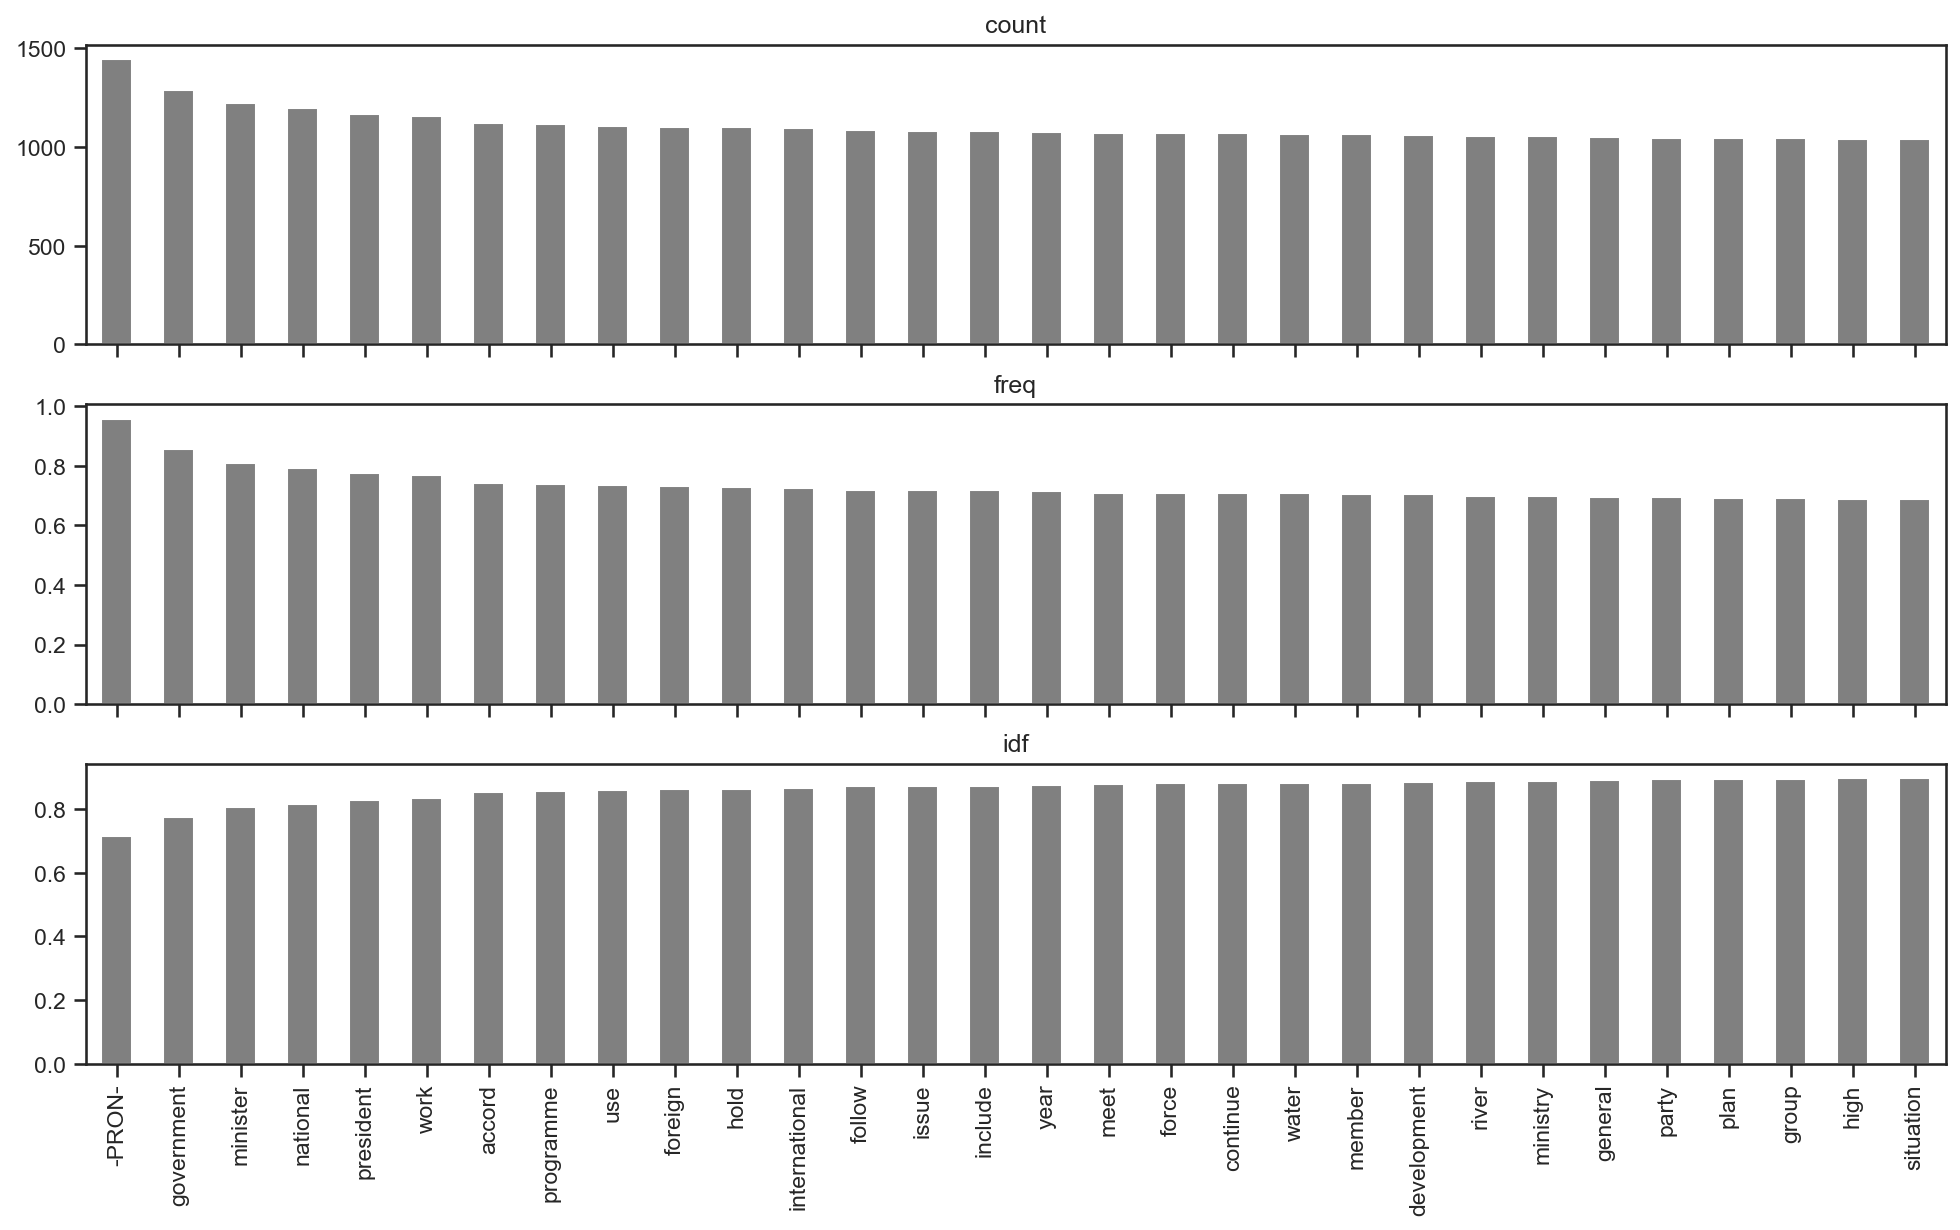 count
1500
1000
500
0
freq
1.0
0.8
0.6
0.4
0.2
0.0
idf
0.8
0.6
0.4
0.2
0.0
-PRON-
government
minister
national
president
work
accord
programme
use
foreign
hold
international
follow
issue
include
year
meet
force
continue
water
member
development
river
ministry
general
party
plan
group
high
situation